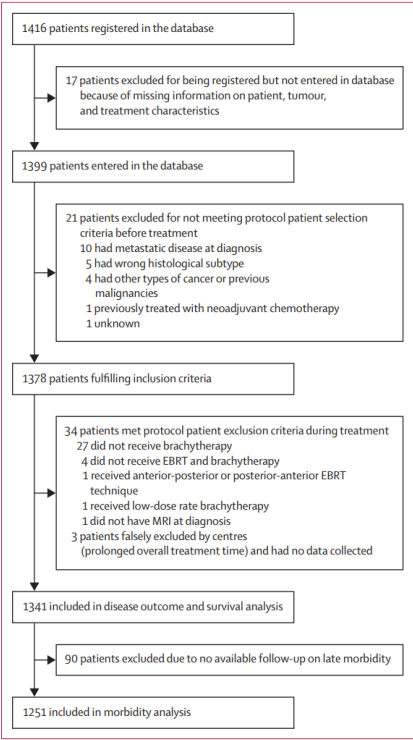 1416 patients registered in the database
17 patients excluded for being registered but not entered in database
because of missing information on patient, tumour,
and treatment characteristics
1399 patients entered in the database
21 patients excluded for not meeting protocol patient selection
criteria before treatment
10 had metastatic disease at diagnosis
5 had wrong histological subtype
4 had other types of cancer or previous
malignancies
1 previously treated with neoadjuvant chemotherapy
1 unknown
1378 patients fulfilling inclusion criteria
34 patients met protocol patient exclusion criteria during treatment
27 did not receive brachytherapy
4 did not receive EBRT and brachytherapy
1 received anterior-posterior or posterior-anterior EBRT
technique
1 received low-dose rate brachytherapy
1 did not have MRI at diagnosis
3 patients falsely excluded by centres
(prolonged overall treatment time) and had no data collected
1341 included in disease outcome and survival analysis
90 patients excluded due to no available follow-up on late morbidity
1251 included in morbidity analysis